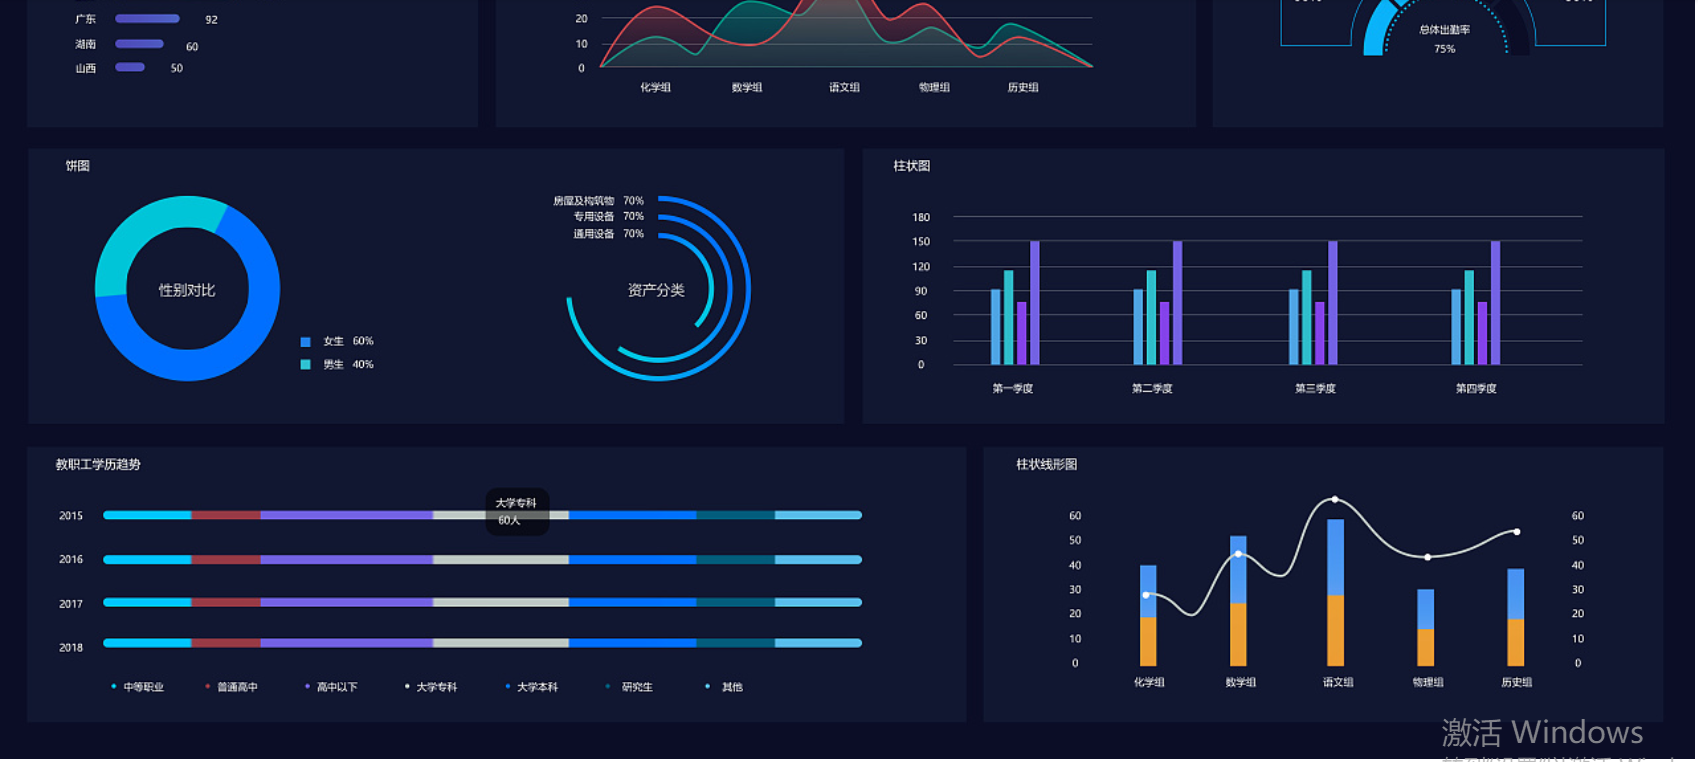 广东 92
湖南 60
山西 50
20
10
0
化学组 数学组 语文组 物理组 历史组
总体出勤率
75%
饼图
性别对比
女生 60%
男生 40%
房屋及构筑物 70%
专用设备 70%
通用设备 70%
资产分类
柱状图
180
150
120
90
60
30
0
第一季度 第二季度 第三季度 第四季度
教职工学历趋势
大学专科
60人
2015
2016
2017
2018
中等职业 普通高中 高中以下 大学专科 大学本科 研究生 其他
柱状线形图
60 60
50 50
40 40
30 30
20 20
10 10
0 0
化学组 数学组 语文组 物理组 历史组
激活 Windows